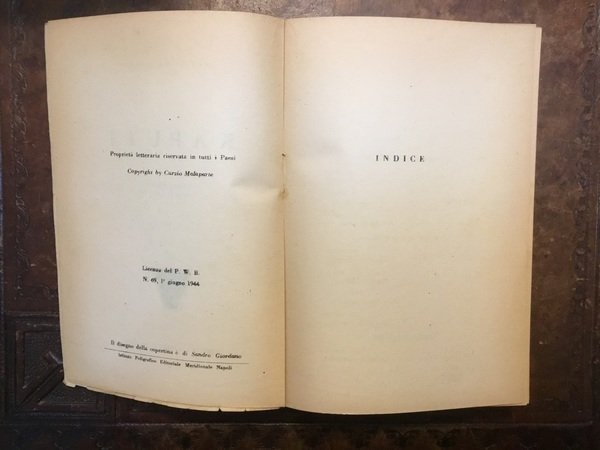 Proprietà letteraria riservata in tutti i Paesi
Copyright by Curzio Malaparte
Licenza del P. W. B.
N. 65, 1° giugno 1944
Il disegno della copertina è di Sandro Giordano
Istituto Poligrafico Editoriale Meridionale Napoli
INDICE